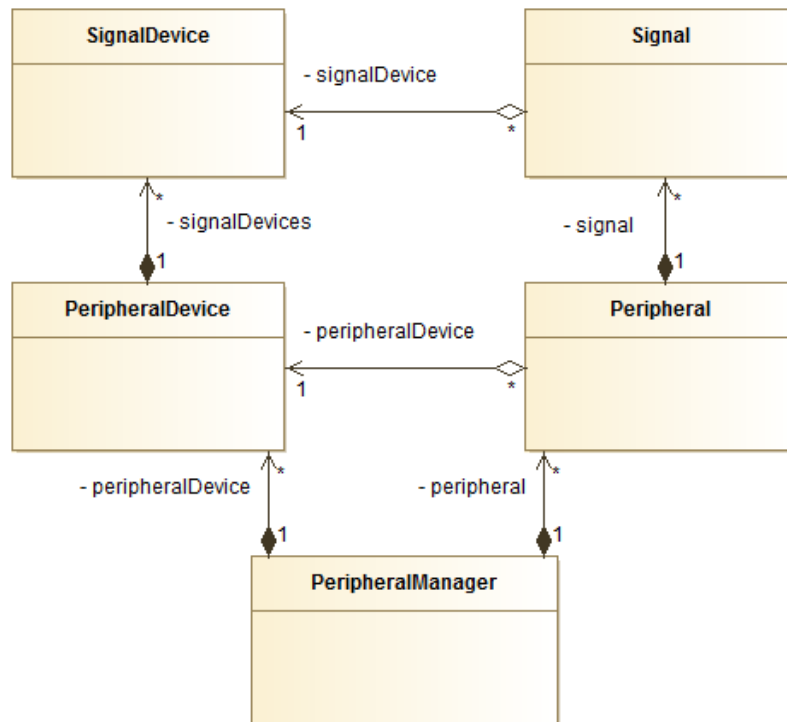 SignalDevice
Signal
- signalDevice
1
*
*
- signalDevices
1
*
- signal
1
PeripheralDevice
Peripheral
- peripheralDevice
1
*
- peripheralDevice
*
- peripheral
*
1
1
PeripheralManager